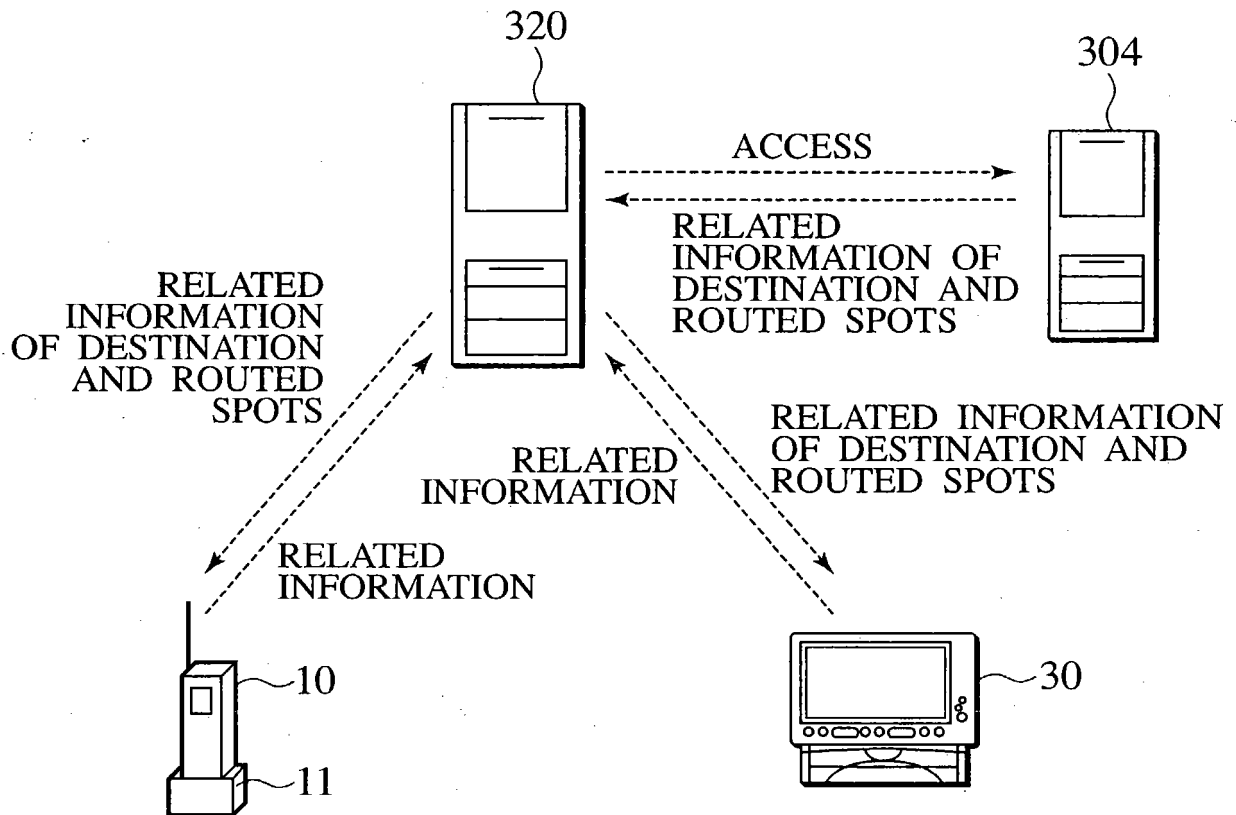 320
304
ACCESS
RELATED
INFORMATION OF
DESTINATION AND
ROUTED SPOTS
RELATED
INFORMATION
OF DESTINATION
AND ROUTED
SPOTS
RELATED INFORMATION
OF DESTINATION AND
ROUTED SPOTS
RELATED
INFORMATION
RELATED
INFORMATION
10
30
11